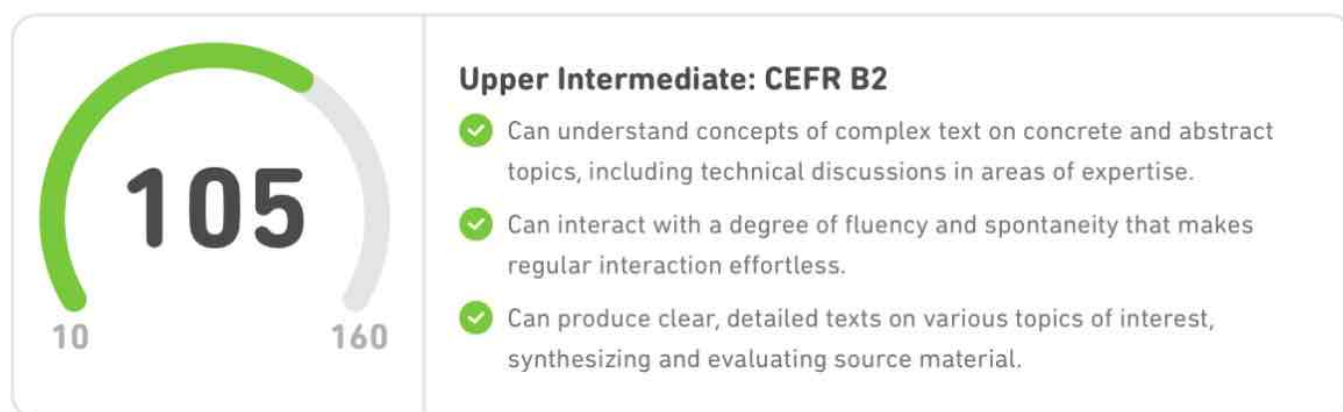 105
10
160
Upper Intermediate: CEFR B2
Can understand concepts of complex text on concrete and abstract
topics, including technical discussions in areas of expertise.
Can interact with a degree of fluency and spontaneity that makes
regular interaction effortless.
Can produce clear, detailed texts on various topics of interest,
synthesizing and evaluating source material.